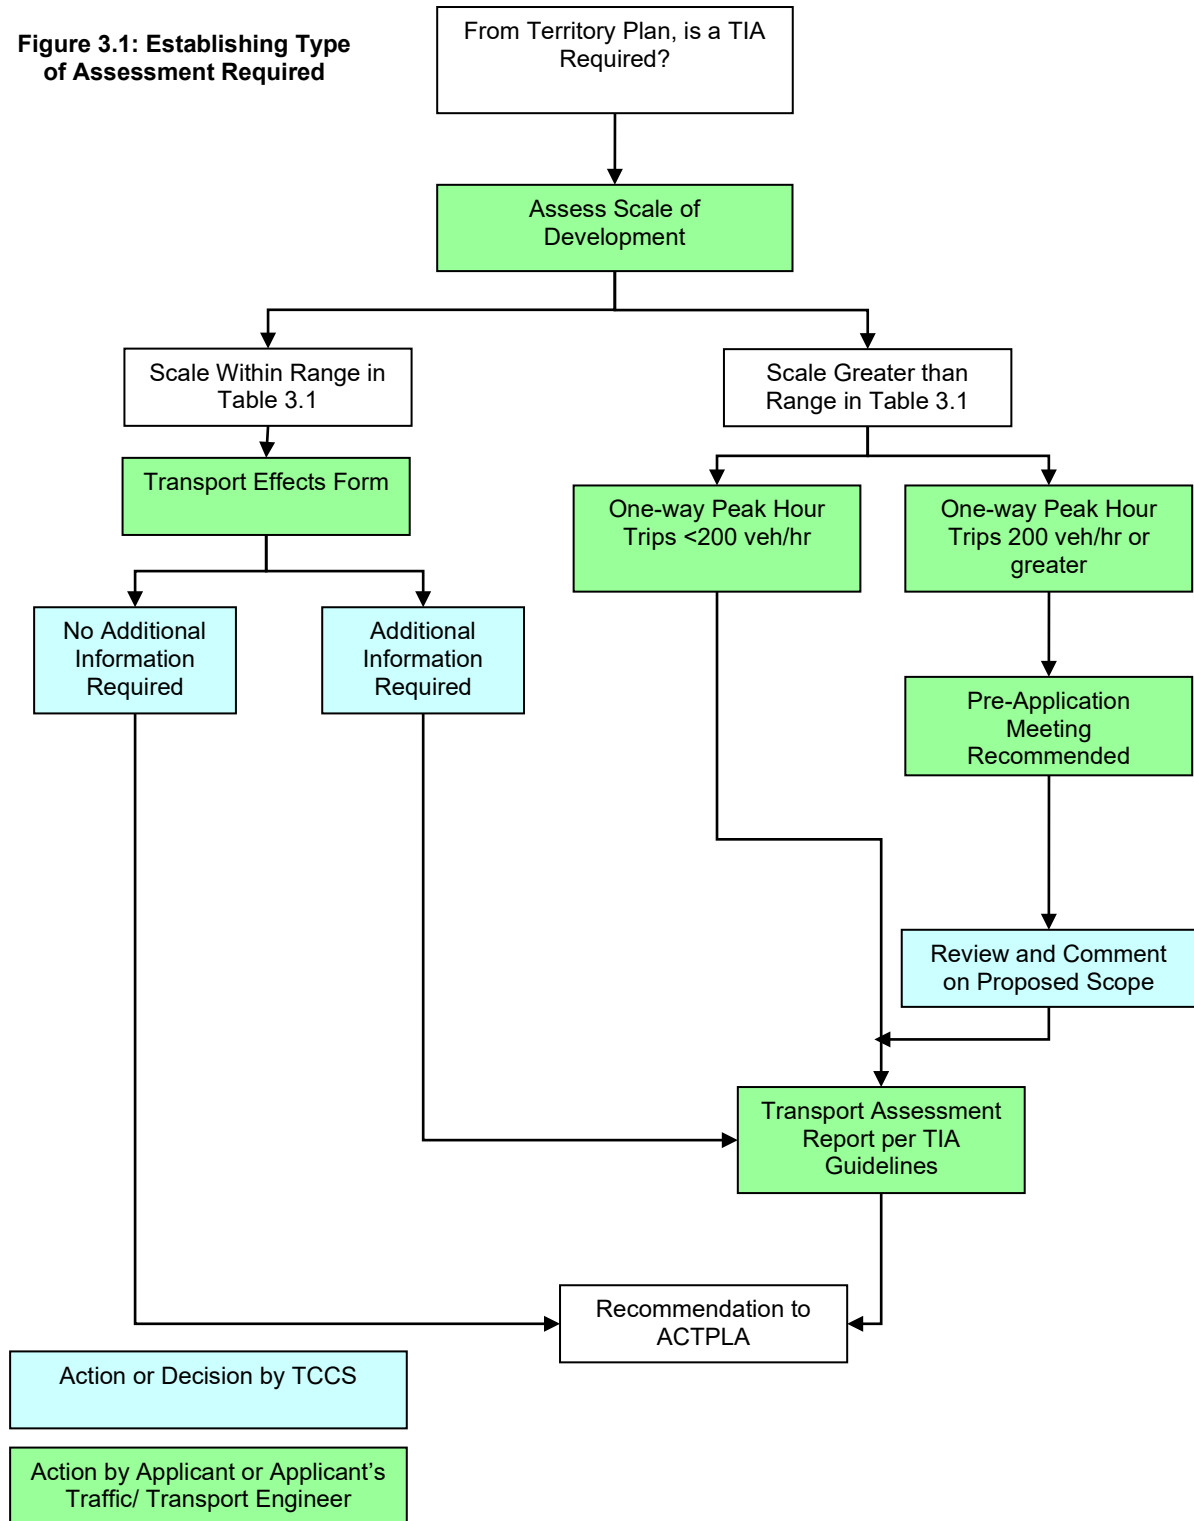 Figure 3.1: Establishing Type
of Assessment Required
From Territory Plan, is a TIA
Required?
Assess Scale of
Development
Scale Within Range in
Table 3.1
Scale Greater than
Range in Table 3.1
Transport Effects Form
One-way Peak Hour
Trips <200 veh/hr
One-way Peak Hour
Trips 200 veh/hr or
greater
No Additional
Information
Required
Additional
Information
Required
Pre-Application
Meeting
Recommended
Review and Comment
on Proposed Scope
Transport Assessment
Report per TIA
Guidelines
Recommendation to
ACTPLA
Action or Decision by TCCS
Action by Applicant or Applicant’s
Traffic/ Transport Engineer